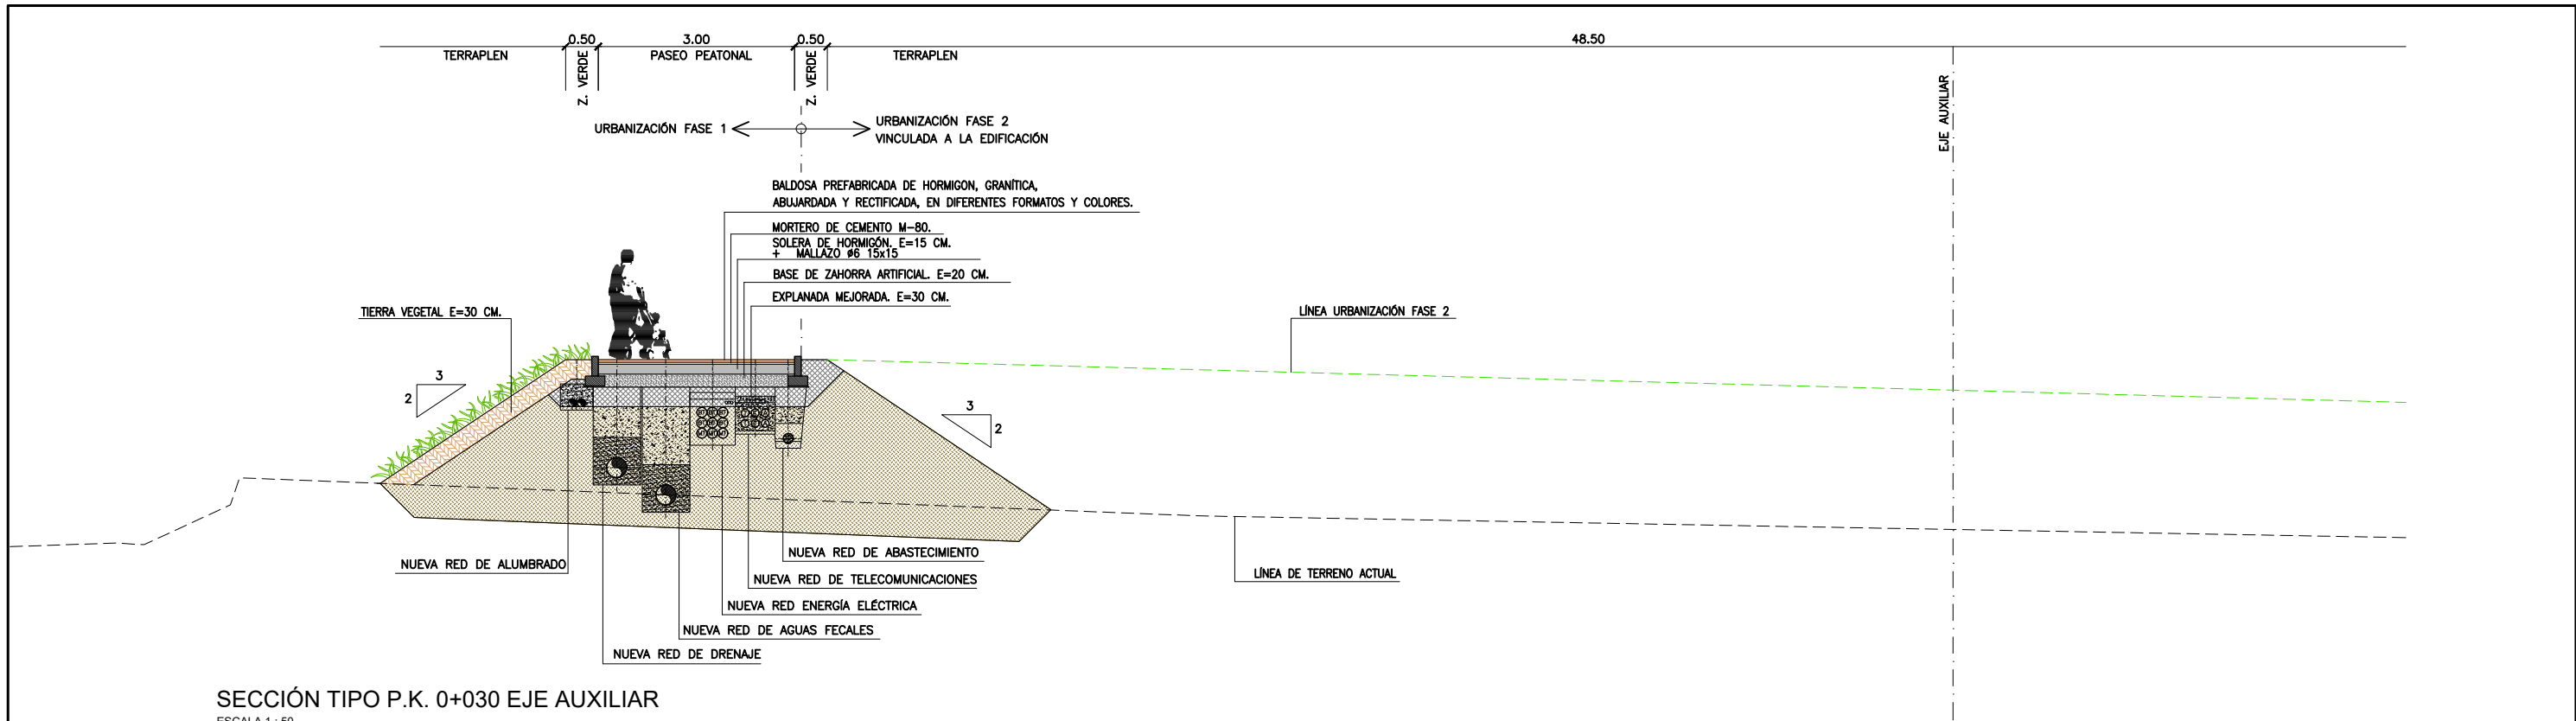 0.50 3.00 0.50 48.50
TERRAPLEN Z. VERDE PASEO PEATONAL Z. VERDE TERRAPLEN
EJE AUXILIAR
URBANIZACIÓN FASE 1
URBANIZACIÓN FASE 2
VINCULADA A LA EDIFICACIÓN
BALDOSA PREFABRICADA DE HORMIGON, GRANÍTICA,
ABUJARDADA Y RECTIFICADA, EN DIFERENTES FORMATOS Y COLORES.
MORTERO DE CEMENTO M-80.
SOLERA DE HORMIGÓN. E=15 CM.
+ MALLAZO ø6 15x15
BASE DE ZAHORRA ARTIFICIAL. E=20 CM.
EXPLANADA MEJORADA. E=30 CM.
TIERRA VEGETAL E=30 CM.
LÍNEA URBANIZACIÓN FASE 2
3
2
3
2
NUEVA RED DE ABASTECIMIENTO
NUEVA RED DE ALUMBRADO
NUEVA RED DE TELECOMUNICACIONES
LÍNEA DE TERRENO ACTUAL
NUEVA RED ENERGÍA ELÉCTRICA
NUEVA RED DE AGUAS FECALES
NUEVA RED DE DRENAJE
SECCIÓN TIPO P.K. 0+030 EJE AUXILIAR
ESCALA 1 : 50